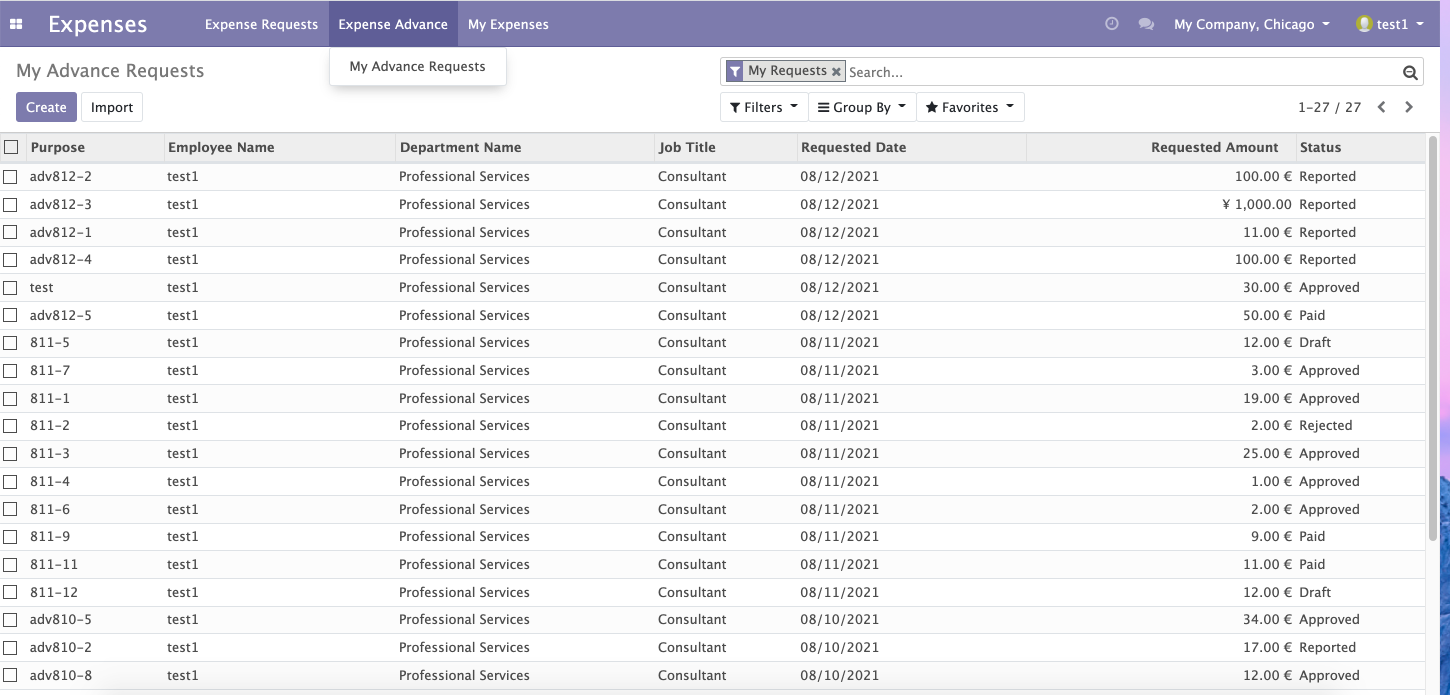 Expenses Expense Requests Expense Advance My Expenses My Company, Chicago test1
My Advance Requests
My Advance Requests My Requests Search...
Create Import Filters Group By Favorites 1-27 / 27
Purpose Employee Name Department Name Job Title Requested Date Requested Amount Status
adv812-2 test1 Professional Services Consultant 08/12/2021 100.00 € Reported
adv812-3 test1 Professional Services Consultant 08/12/2021 ¥ 1,000.00 Reported
adv812-1 test1 Professional Services Consultant 08/12/2021 11.00 € Reported
adv812-4 test1 Professional Services Consultant 08/12/2021 100.00 € Reported
test test1 Professional Services Consultant 08/12/2021 30.00 € Approved
adv812-5 test1 Professional Services Consultant 08/12/2021 50.00 € Paid
811-5 test1 Professional Services Consultant 08/11/2021 12.00 € Draft
811-7 test1 Professional Services Consultant 08/11/2021 3.00 € Approved
811-1 test1 Professional Services Consultant 08/11/2021 19.00 € Approved
811-2 test1 Professional Services Consultant 08/11/2021 2.00 € Rejected
811-3 test1 Professional Services Consultant 08/11/2021 25.00 € Approved
811-4 test1 Professional Services Consultant 08/11/2021 1.00 € Approved
811-6 test1 Professional Services Consultant 08/11/2021 2.00 € Approved
811-9 test1 Professional Services Consultant 08/11/2021 9.00 € Paid
811-11 test1 Professional Services Consultant 08/11/2021 11.00 € Paid
811-12 test1 Professional Services Consultant 08/11/2021 12.00 € Draft
adv810-5 test1 Professional Services Consultant 08/10/2021 34.00 € Approved
adv810-2 test1 Professional Services Consultant 08/10/2021 17.00 € Reported
adv810-8 test1 Professional Services Consultant 08/10/2021 12.00 € Approved